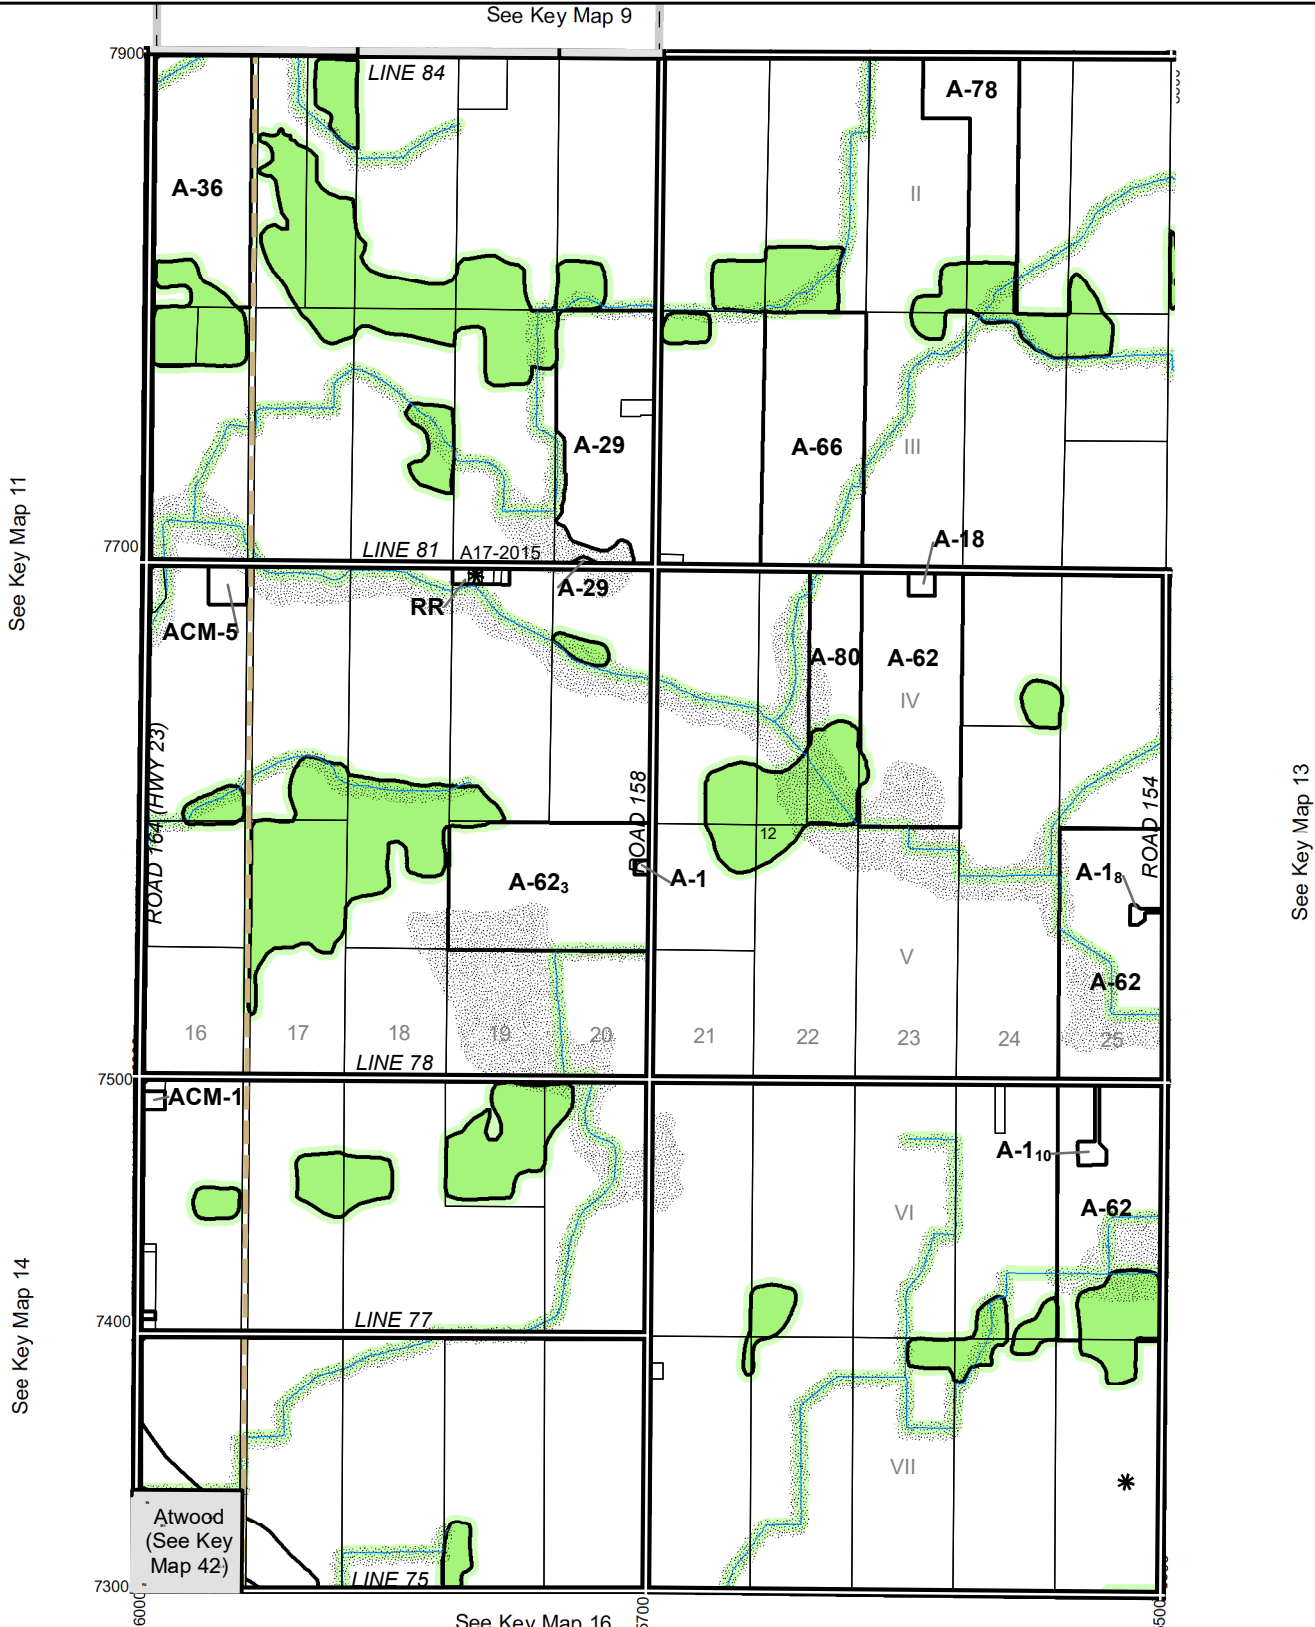 See Key Map 9
7900
LINE 84
A-78
A-36
II
A-29
A-66
III
See Key Map 11
7700
LINE 81
A17-2015
A-18
RR
A-29
ACM-5
A-80
A-62
IV
ROAD 164 (HWY 23)
ROAD 158
ROAD 154
See Key Map 13
12
A-62₃
A-1
A-1₈
V
A-62
16
17
18
19
20
21
22
23
24
25
LINE 78
7500
ACM-1
A-1₁₀
VI
A-62
See Key Map 14
7400
LINE 77
VII
Atwood
(See Key
Map 42)
7300
LINE 75
6000
See Key Map 16